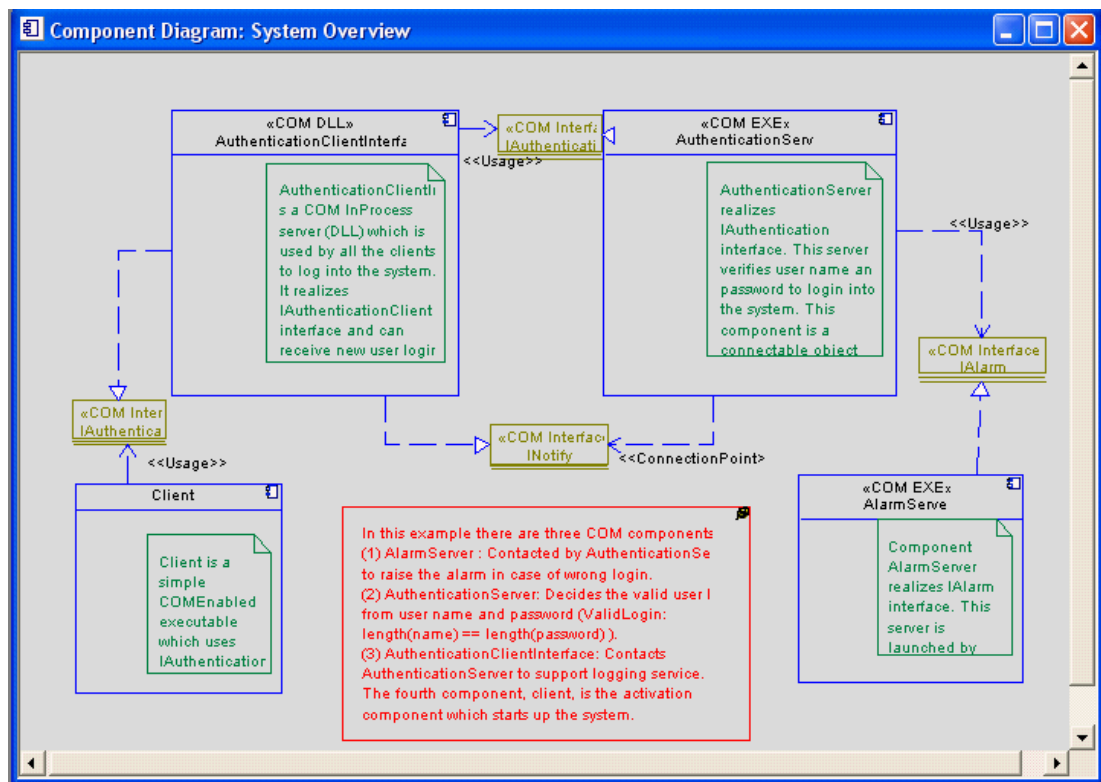 Component Diagram: System Overview
«COM DLL»
AuthenticationClientInterfa
«COM Interfa
IAuthenticati
<<Usage>>
«COM EXE»
AuthenticationServ
AuthenticationClientI
s a COM InProcess
server (DLL) which is
used by all the clients
to log into the system.
It realizes
IAuthenticationClient
interface and can
receive new user login
AuthenticationServer
realizes
IAuthentication
interface. This server
verifies user name an
password to login into
the system. This
component is a
connectable object
<<Usage>>
«COM Interface
IAlarm
«COM Inter
IAuthentica
«COM Interface
INotify
<<ConnectionPoint>
<<Usage>>
Client
Client is a
simple
COMEnabled
executable
which uses
IAuthentication
In this example there are three COM components
(1) AlarmServer : Contacted by AuthenticationSe
to raise the alarm in case of wrong login.
(2) AuthenticationServer: Decides the valid user l
from user name and password (ValidLogin:
length(name) == length(password) ).
(3) AuthenticationClientInterface: Contacts
AuthenticationServer to support logging service.
The fourth component, client, is the activation
component which starts up the system.
«COM EXE»
AlarmServe
Component
AlarmServer
realizes IAlarm
interface. This
server is
launched by